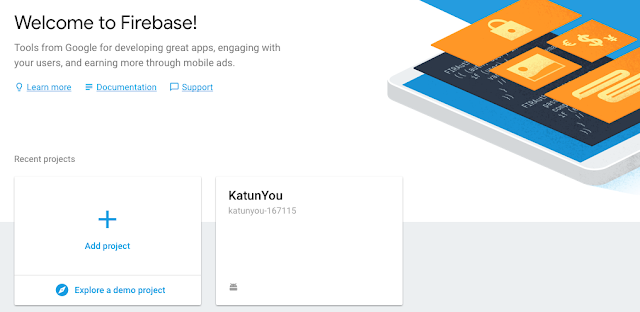 Welcome to Firebase!
Tools from Google for developing great apps, engaging with
your users, and earning more through mobile ads.
Learn more Documentation Support
Recent projects
Add project
Explore a demo project
KatunYou
katunyou-167115